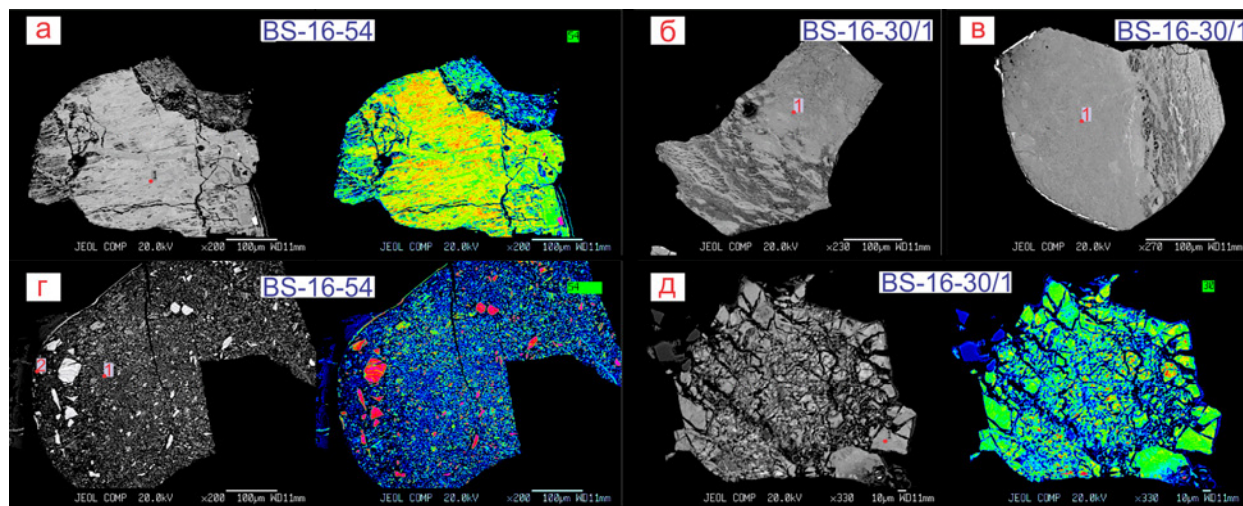 а
BS-16-54
54
JEOL COMP 20.0kV ×200 100μm WD11mm
JEOL COMP 20.0kV ×200 100μm WD11mm
б
BS-16-30/1
1
JEOL COMP 20.0kV ×230 100μm WD11mm
в
BS-16-30/1
1
JEOL COMP 20.0kV ×270 100μm WD11mm
г
BS-16-54
54
2
1
JEOL COMP 20.0kV ×200 100μm WD11mm
JEOL COMP 20.0kV ×200 100μm WD11mm
д
BS-16-30/1
30
JEOL COMP 20.0kV ×330 10μm WD11mm
JEOL COMP 20.0kV ×330 10μm WD11mm